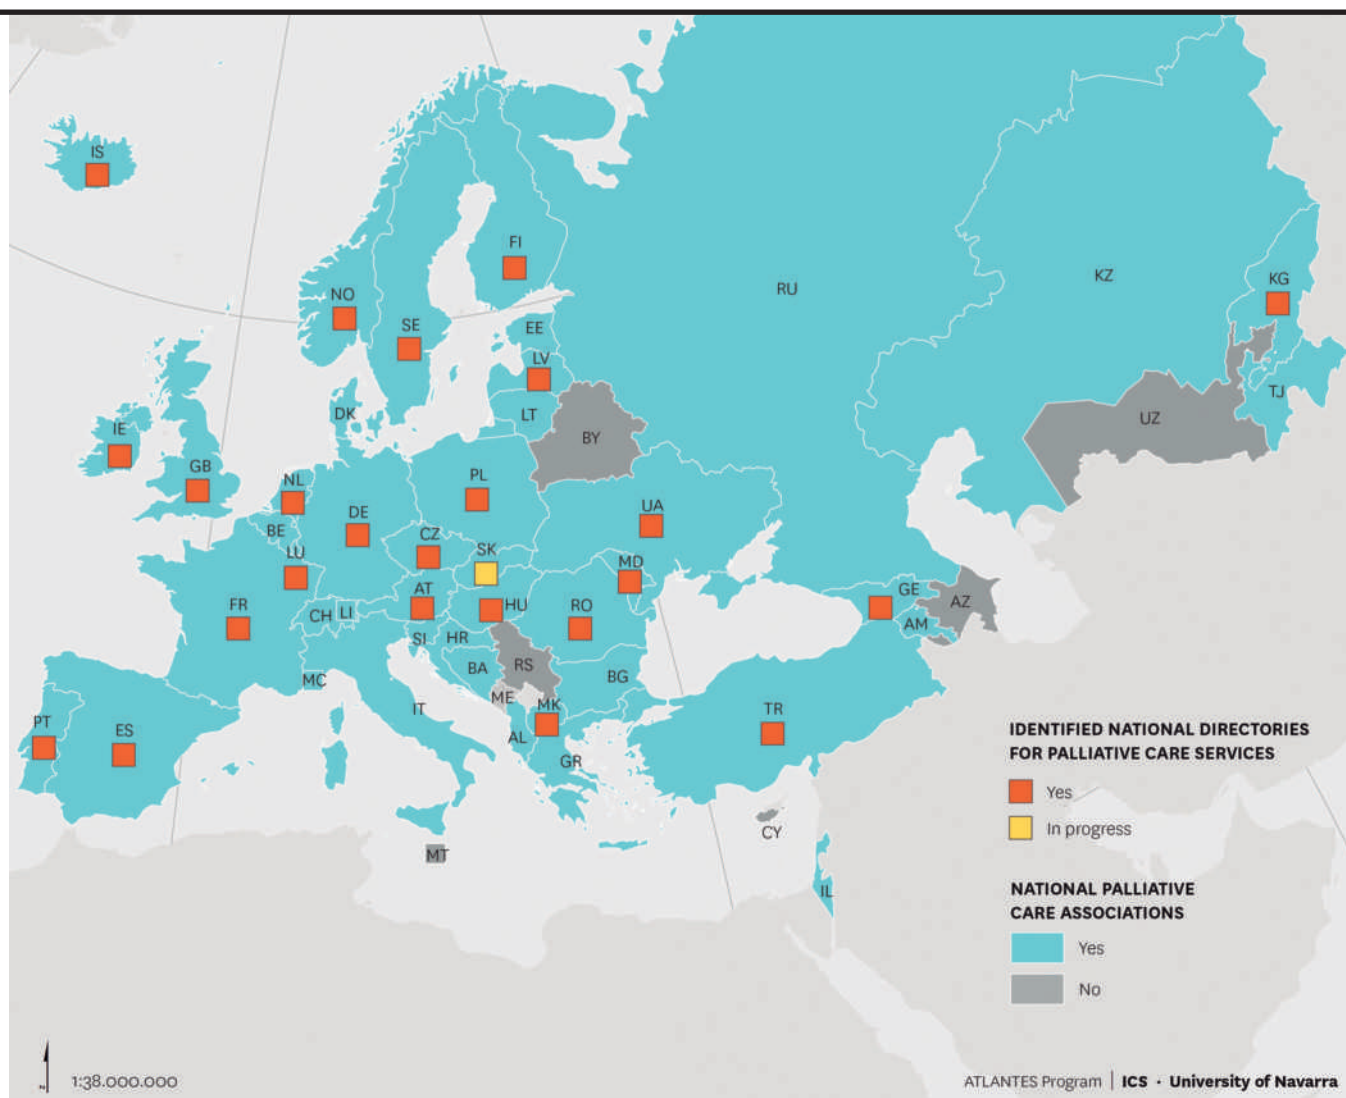 IS
FI
RU
KZ
KG
NO
SE
EE
LV
TJ
DK
LT
UZ
IE
BY
GB
NL
PL
DE
UA
BE
CZ
LU
SK
MD
AT
GE
AZ
FR
CH
LI
HU
RO
AM
SI
HR
BA
RS
BG
MC
ME
MK
IT
TR
PT
ES
AL
GR
CY
MT
IL
IDENTIFIED NATIONAL DIRECTORIES
FOR PALLIATIVE CARE SERVICES
Yes
In progress
NATIONAL PALLIATIVE
CARE ASSOCIATIONS
Yes
No
N
1:38.000.000
ATLANTES Program | ICS · University of Navarra